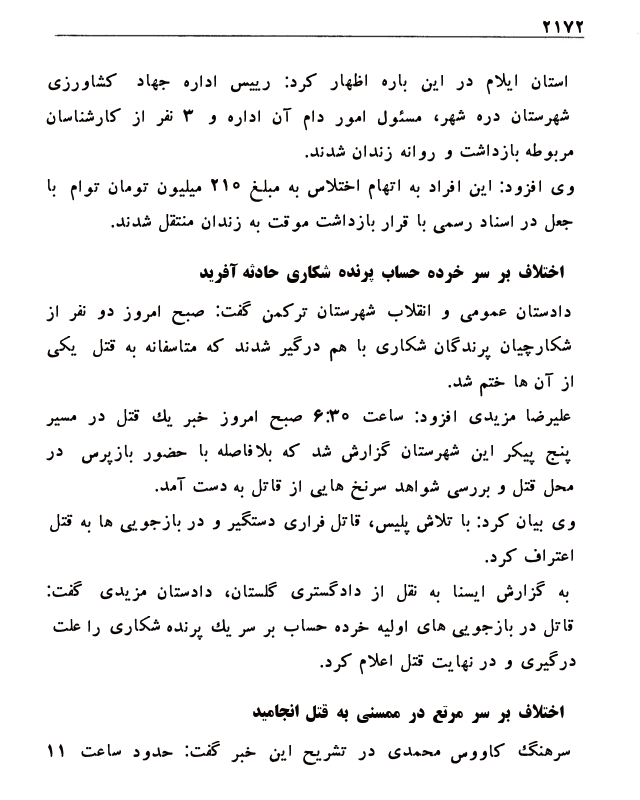 ۲۱۷۲
استان ایلام در این باره اظهار کرد: رییس اداره جهاد کشاورزی
شهرستان دره شهر، مسئول امور دام آن اداره و ۳ نفر از کارشناسان
مربوطه بازداشت و روانه زندان شدند.
وی افزود: این افراد به اتهام اختلاس به مبلغ ۲۱۰ میلیون تومان توام با
جعل در اسناد رسمی با قرار بازداشت موقت به زندان منتقل شدند.
اختلاف بر سر خرده حساب پرنده شکاری حادثه آفرید
دادستان عمومی و انقلاب شهرستان ترکمن گفت: صبح امروز دو نفر از
شکارچیان پرندگان شکاری با هم درگیر شدند که متاسفانه به قتل یکی
از آن ها ختم شد.
علیرضا مزیدی افزود: ساعت ۶:۳۰ صبح امروز خبر یك قتل در مسیر
پنج پیکر این شهرستان گزارش شد که بلافاصله با حضور بازپرس در
محل قتل و بررسی شواهد سرنخ هایی از قاتل به دست آمد.
وی بیان کرد: با تلاش پلیس، قاتل فراری دستگیر و در بازجویی ها به قتل
اعتراف کرد.
به گزارش ایسنا به نقل از دادگستری گلستان، دادستان مزیدی گفت:
قاتل در بازجویی های اولیه خرده حساب بر سر یك پرنده شکاری را علت
درگیری و در نهایت قتل اعلام کرد.
اختلاف بر سر مرتع در ممسنی به قتل انجامید
سرهنگ کاووس محمدی در تشریح این خبر گفت: حدود ساعت ۱۱